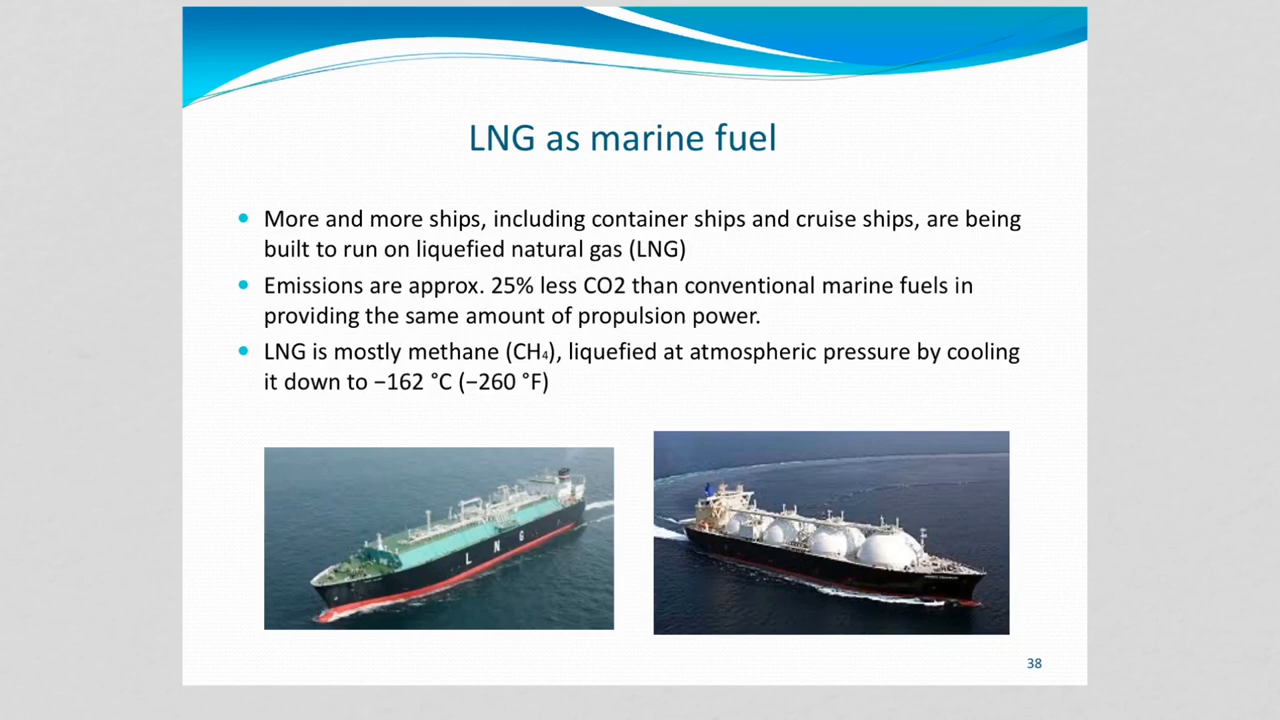 LNG as marine fuel
• More and more ships, including container ships and cruise ships, are being
built to run on liquefied natural gas (LNG)
• Emissions are approx. 25% less CO2 than conventional marine fuels in
providing the same amount of propulsion power.
• LNG is mostly methane (CH₄), liquefied at atmospheric pressure by cooling
it down to −162 °C (−260 °F)
L N G
38